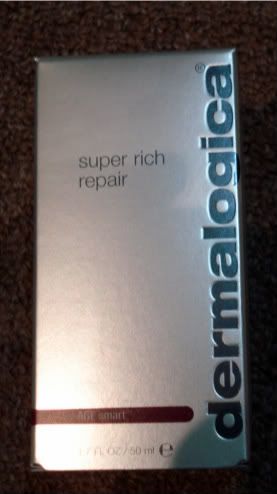 super rich
repair
dermalogica®
AGE smart
1.7 FL OZ / 50 ml ℮